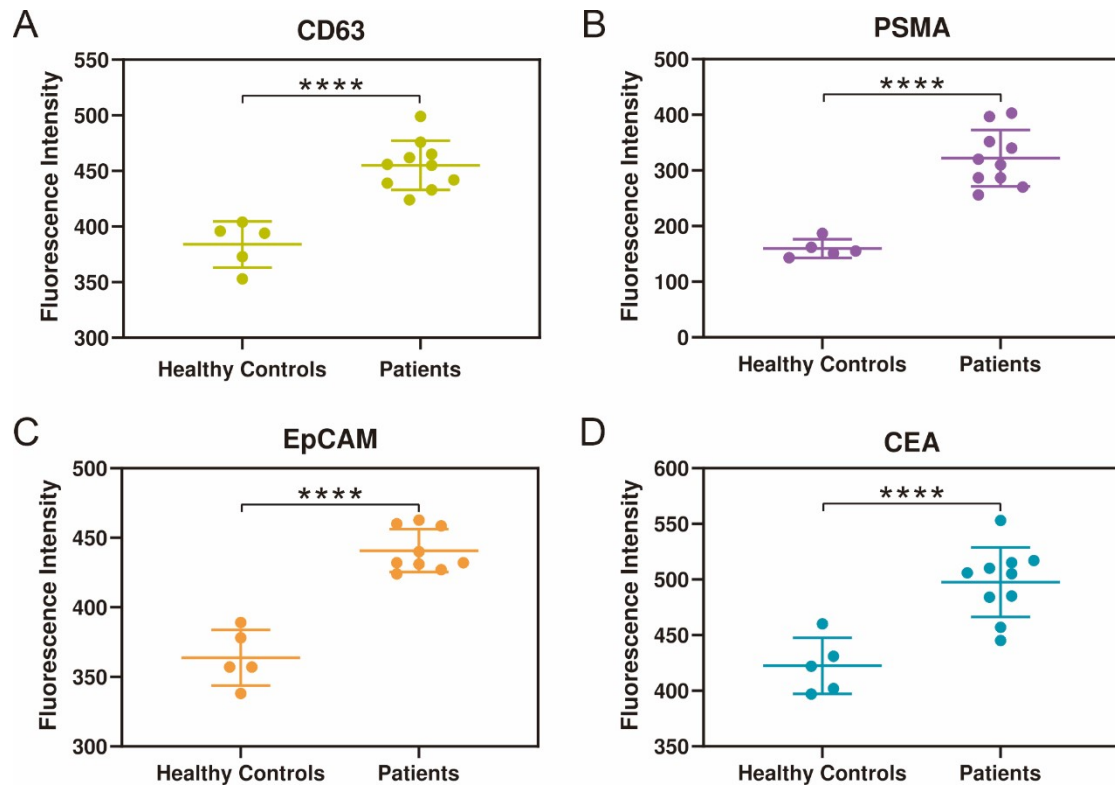 A
CD63
Fluorescence Intensity
550
500
450
400
350
300
****
Healthy Controls
Patients
B
PSMA
Fluorescence Intensity
500
400
300
200
100
0
****
Healthy Controls
Patients
C
EpCAM
Fluorescence Intensity
500
450
400
350
300
****
Healthy Controls
Patients
D
CEA
Fluorescence Intensity
600
550
500
450
400
350
****
Healthy Controls
Patients